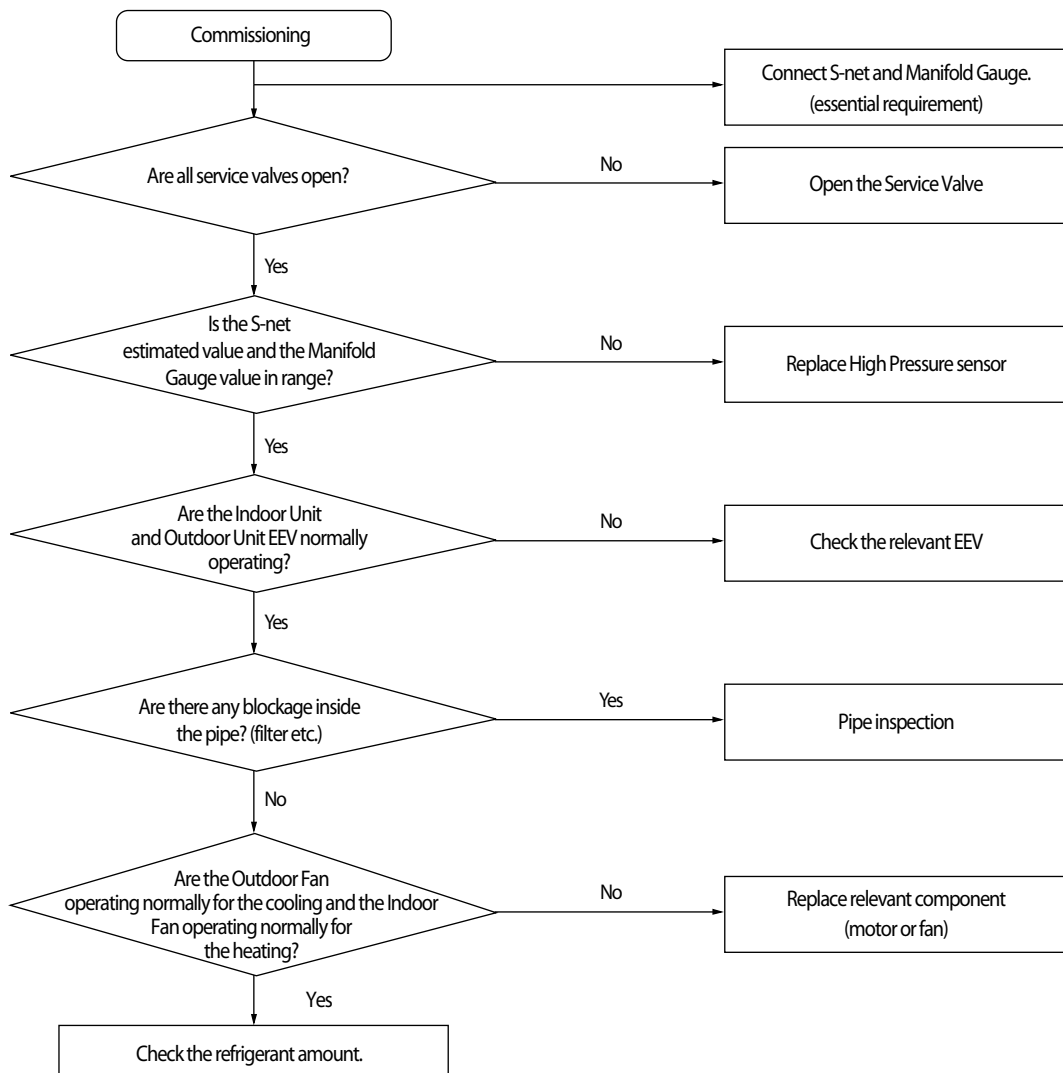 Commissioning
Connect S-net and Manifold Gauge.
(essential requirement)
Are all service valves open?
No
Open the Service Valve
Yes
Is the S-net
estimated value and the Manifold
Gauge value in range?
No
Replace High Pressure sensor
Yes
Are the Indoor Unit
and Outdoor Unit EEV normally
operating?
No
Check the relevant EEV
Yes
Are there any blockage inside
the pipe? (filter etc.)
Yes
Pipe inspection
No
Are the Outdoor Fan
operating normally for the cooling and the Indoor
Fan operating normally for
the heating?
No
Replace relevant component
(motor or fan)
Yes
Check the refrigerant amount.